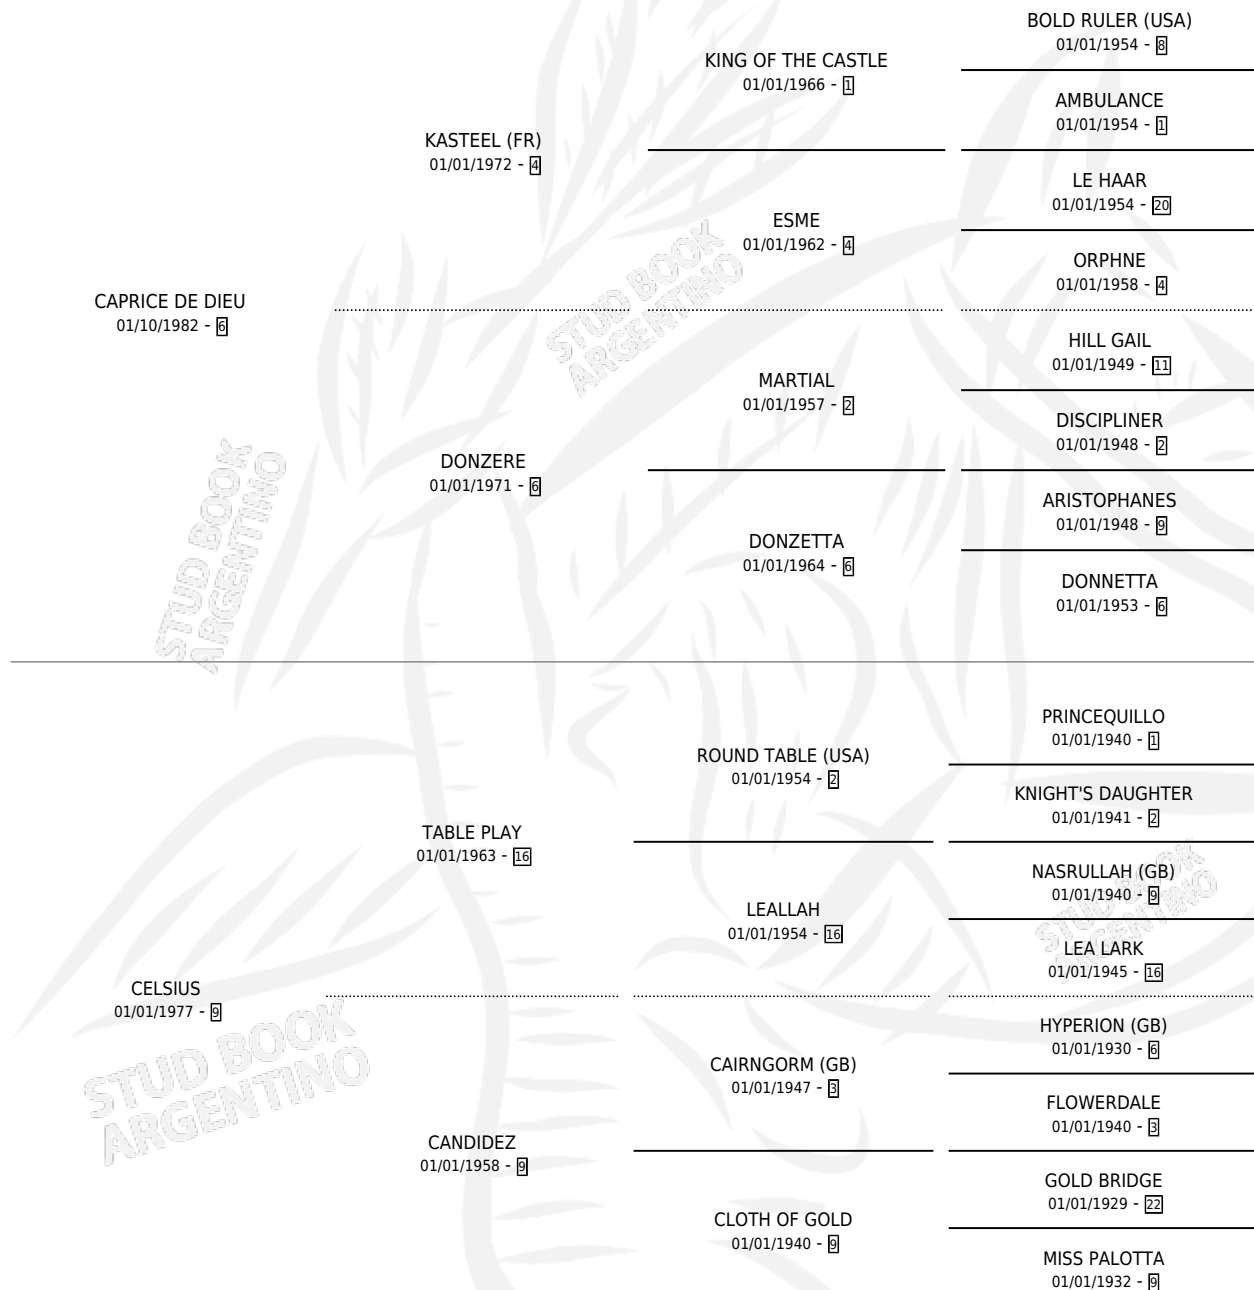 BOLD RULER (USA)
01/01/1954 - 8
KING OF THE CASTLE
01/01/1966 - 1
AMBULANCE
01/01/1954 - 1
KASTEEL (FR)
01/01/1972 - 4
LE HAAR
01/01/1954 - 20
ESME
01/01/1962 - 4
ORPHNE
01/01/1958 - 4
CAPRICE DE DIEU
01/10/1982 - 6
HILL GAIL
01/01/1949 - 11
MARTIAL
01/01/1957 - 2
DISCIPLINER
01/01/1948 - 2
DONZERE
01/01/1971 - 6
ARISTOPHANES
01/01/1948 - 9
DONZETTA
01/01/1964 - 6
DONNETTA
01/01/1953 - 6
PRINCEQUILLO
01/01/1940 - 1
ROUND TABLE (USA)
01/01/1954 - 2
KNIGHT'S DAUGHTER
01/01/1941 - 2
TABLE PLAY
01/01/1963 - 16
NASRULLAH (GB)
01/01/1940 - 9
LEALLAH
01/01/1954 - 16
LEA LARK
01/01/1945 - 16
CELSIUS
01/01/1977 - 9
HYPERION (GB)
01/01/1930 - 6
CAIRNGORM (GB)
01/01/1947 - 3
FLOWERDALE
01/01/1940 - 3
CANDIDEZ
01/01/1958 - 9
GOLD BRIDGE
01/01/1929 - 22
CLOTH OF GOLD
01/01/1940 - 9
MISS PALOTTA
01/01/1932 - 9
STUD BOOK
ARGENTINO
STUD BOOK
ARGENTINO
STUD BOOK
ARGENTINO
STUD BOOK
ARGENTINO